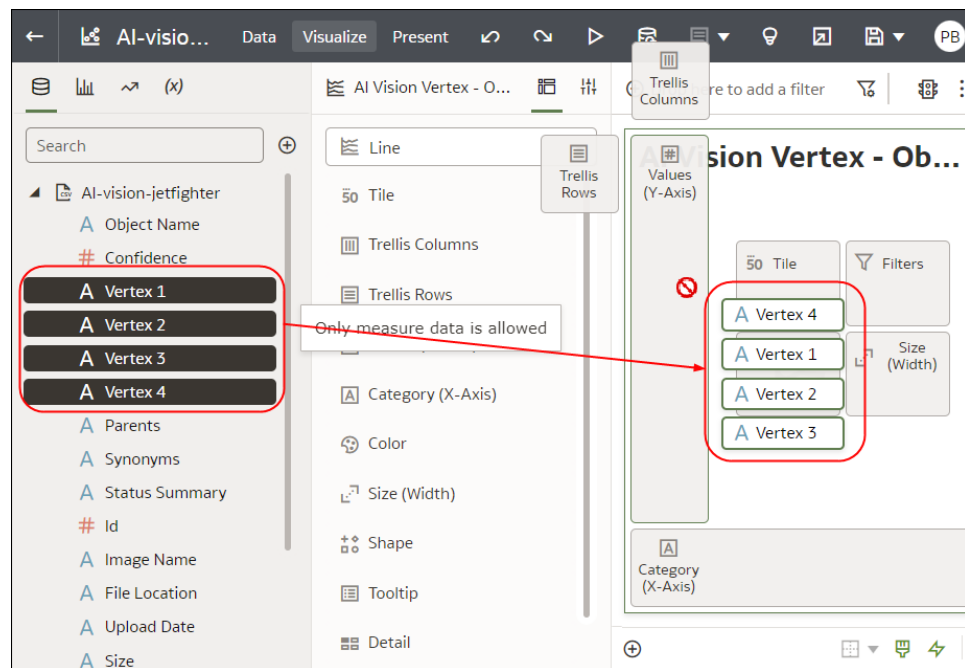 AI-visio...
Data
Visualize
Present
PB
(x)
AI Vision Vertex - O...
Trellis
Columns
re to add a filter
Search
AI-vision-jetfighter
A Object Name
# Confidence
A Vertex 1
A Vertex 2
A Vertex 3
A Vertex 4
A Parents
A Synonyms
A Status Summary
# Id
A Image Name
A File Location
A Upload Date
A Size
Line
50 Tile
Trellis Columns
Trellis Rows
Only measure data is allowed
A Category (X-Axis)
Color
Size (Width)
Shape
Tooltip
Detail
Trellis
Rows
sion Vertex - Ob...
#
Values
(Y-Axis)
50 Tile
Filters
Size
(Width)
A Vertex 4
A Vertex 1
A Vertex 2
A Vertex 3
A
Category
(X-Axis)